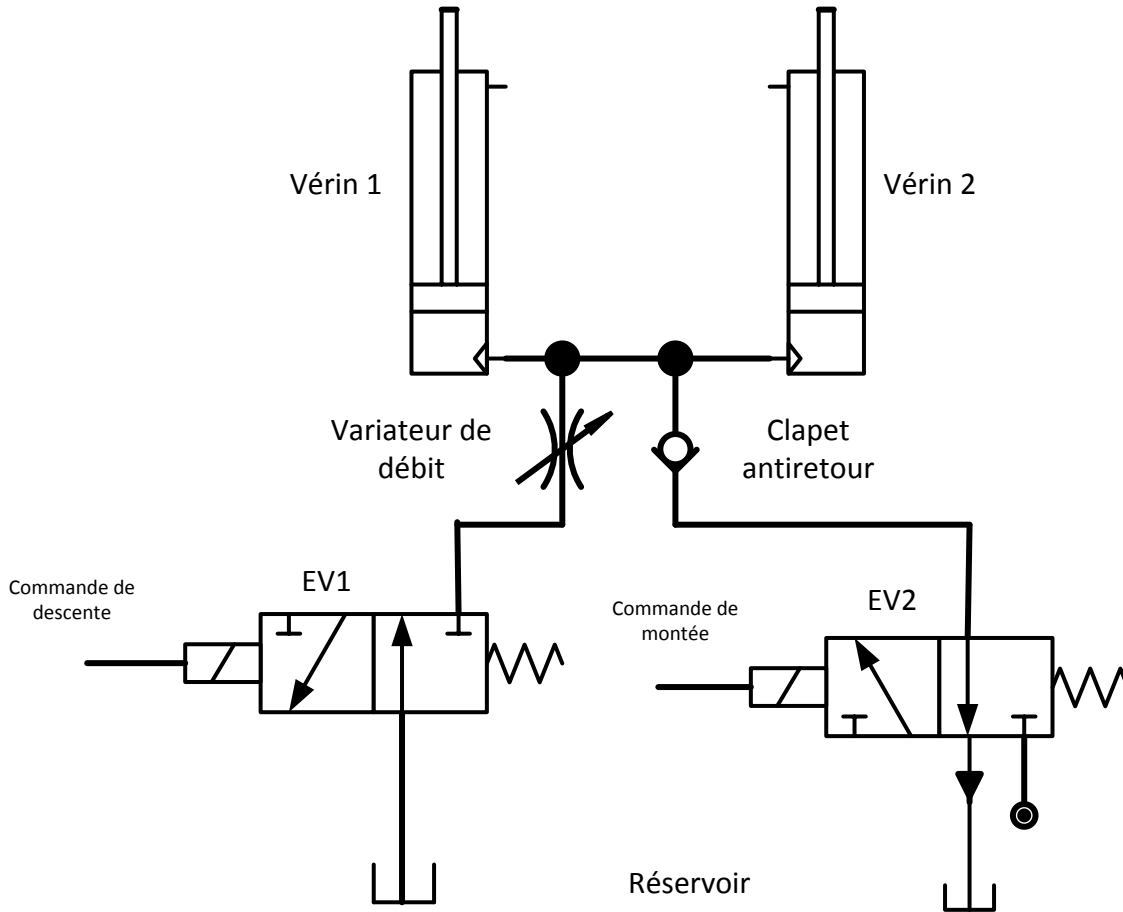 Vérin 1
Vérin 2
Variateur de
débit
Clapet
antiretour
Commande de
descente
EV1
Commande de
montée
EV2
Réservoir